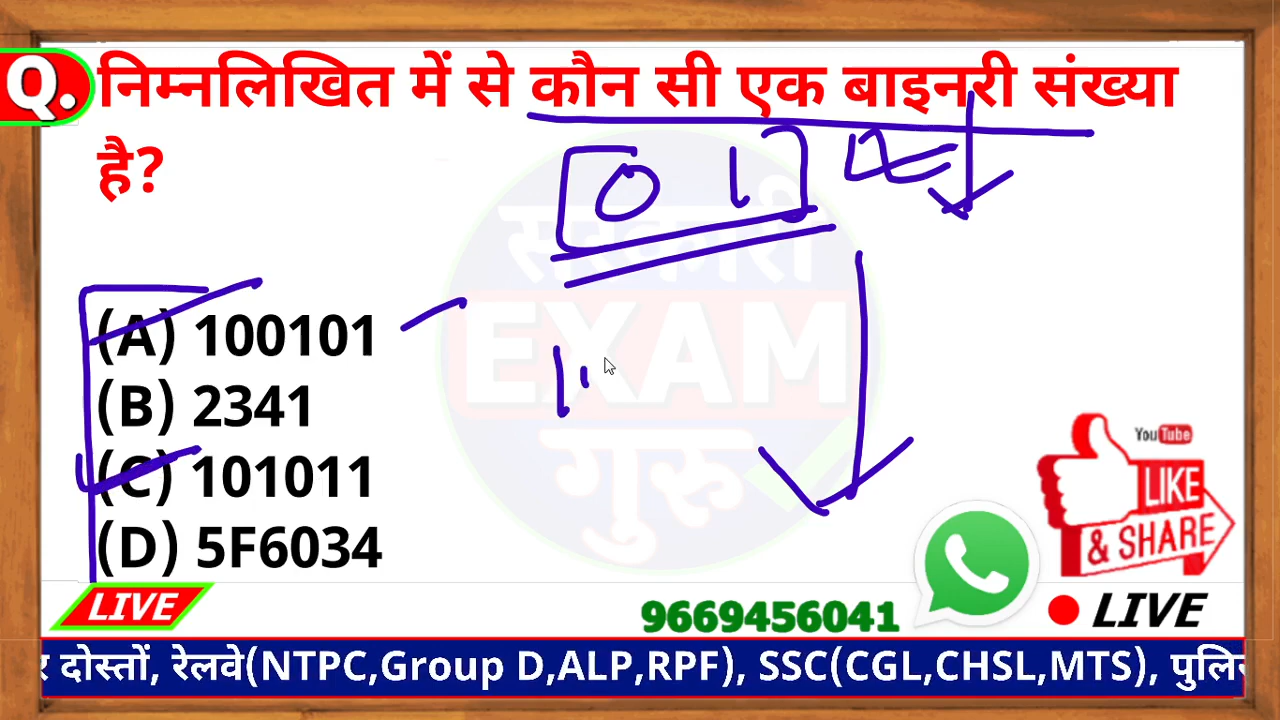 Q. निम्नलिखित में से कौन सी एक बाइनरी संख्या
है?
0 1
सरकारी
EXAM
गुरु
(A) 100101
(B) 2341
(C) 101011
(D) 5F6034
YouTube
LIKE
& SHARE
LIVE
9669456041
LIVE
दोस्तों, रेलवे(NTPC,Group D,ALP,RPF), SSC(CGL,CHSL,MTS),